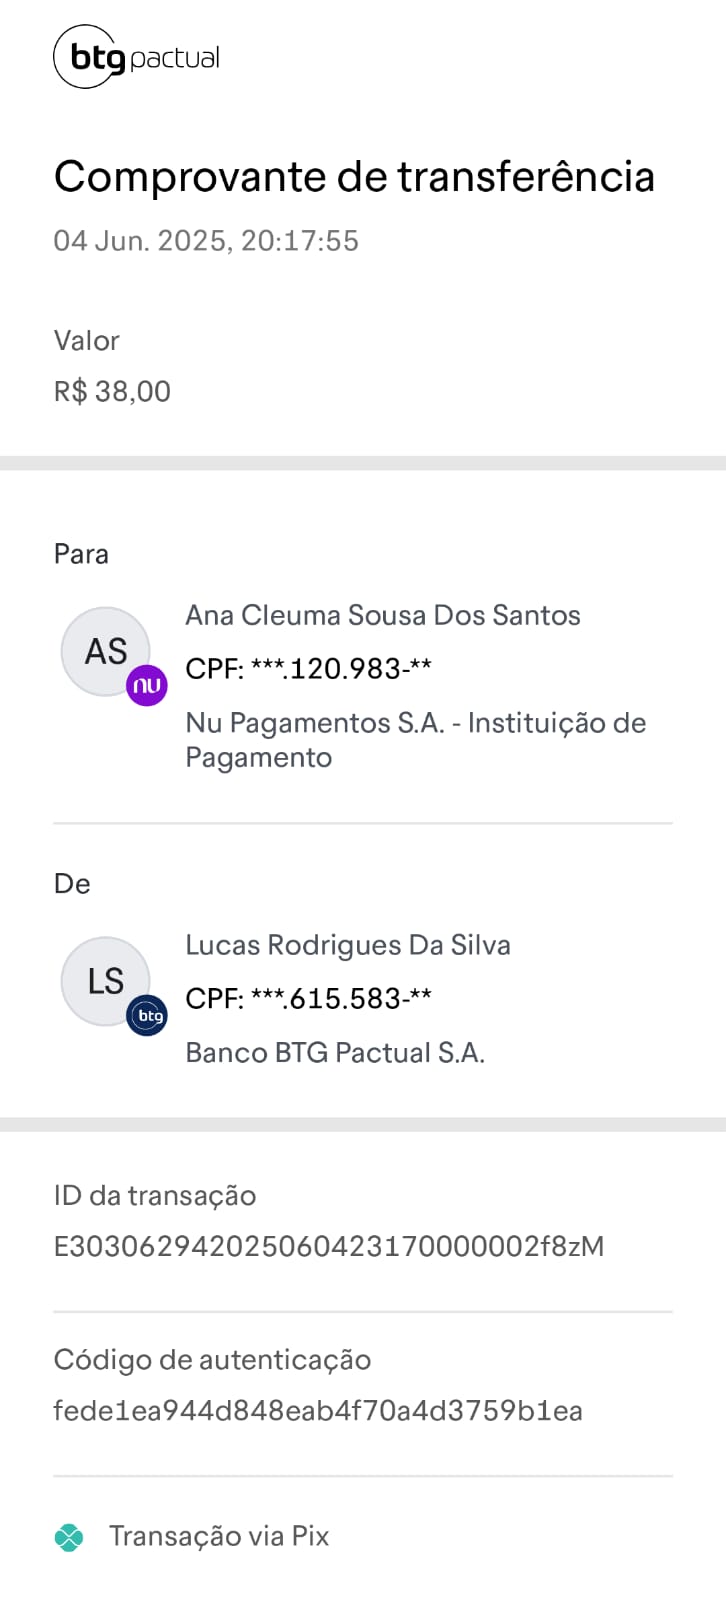 btg pactual
Comprovante de transferência
04 Jun. 2025, 20:17:55
Valor
R$ 38,00
Para
AS
nu
Ana Cleuma Sousa Dos Santos
CPF: ***.120.983-**
Nu Pagamentos S.A. - Instituição de
Pagamento
De
LS
btg
Lucas Rodrigues Da Silva
CPF: ***.615.583-**
Banco BTG Pactual S.A.
ID da transação
E3030629420250604231700000​02f8zM
Código de autenticação
fede1ea944d848eab4f70a4d3759b1ea
Transação via Pix